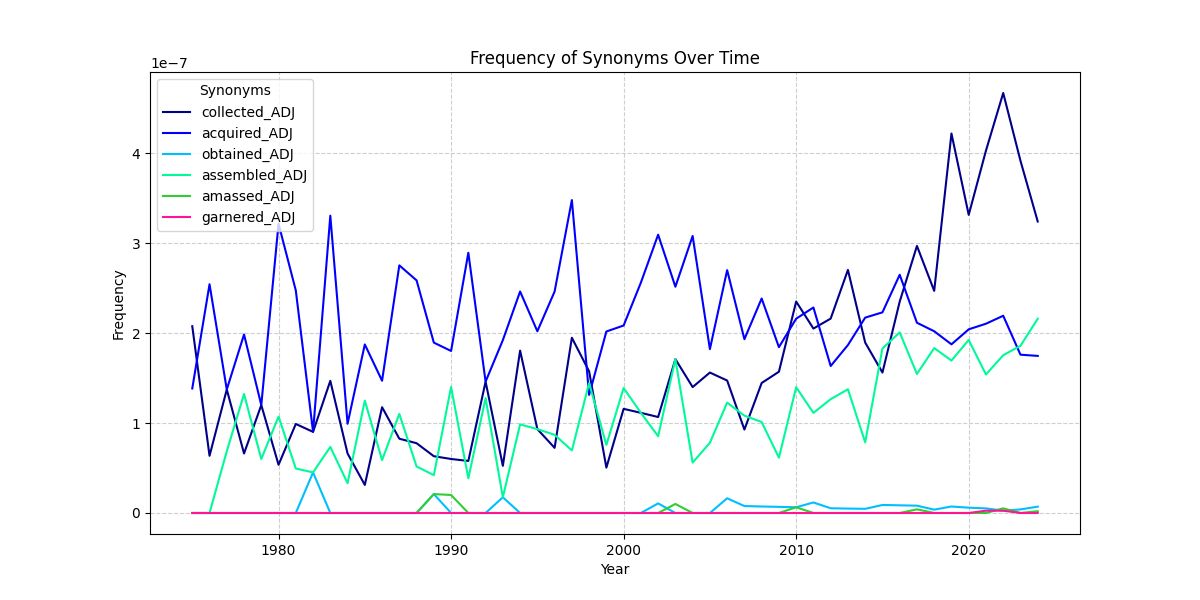 Frequency of Synonyms Over Time
1e−7
Synonyms
collected_ADJ
acquired_ADJ
obtained_ADJ
assembled_ADJ
amassed_ADJ
garnered_ADJ
4
3
2
1
0
Frequency
1980
1990
2000
2010
2020
Year